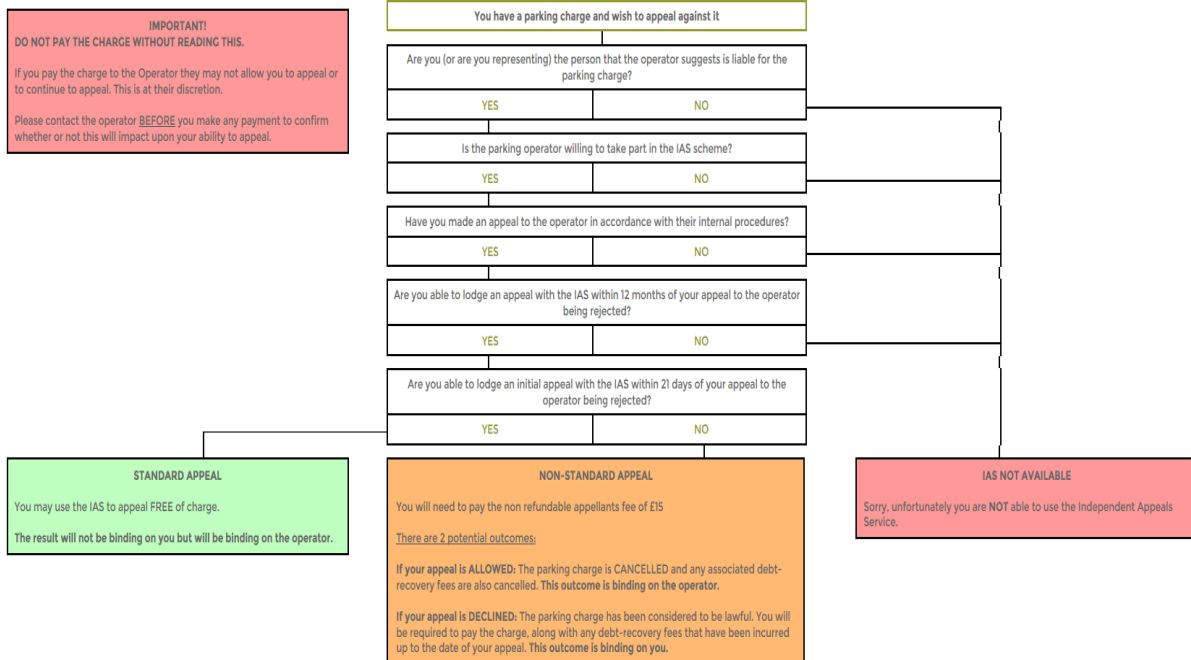 IMPORTANT!
DO NOT PAY THE CHARGE WITHOUT READING THIS.
If you pay the charge to the Operator they may not allow you to appeal or
to continue to appeal. This is at their discretion.
Please contact the operator BEFORE you make any payment to confirm
whether or not this will impact upon your ability to appeal.
You have a parking charge and wish to appeal against it
Are you (or are you representing) the person that the operator suggests is liable for the
parking charge?
YES
NO
Is the parking operator willing to take part in the IAS scheme?
YES
NO
Have you made an appeal to the operator in accordance with their internal procedures?
YES
NO
Are you able to lodge an appeal with the IAS within 12 months of your appeal to the operator
being rejected?
YES
NO
Are you able to lodge an initial appeal with the IAS within 21 days of your appeal to the
operator being rejected?
YES
NO
STANDARD APPEAL
You may use the IAS to appeal FREE of charge.
The result will not be binding on you but will be binding on the operator.
NON-STANDARD APPEAL
You will need to pay the non refundable appellants fee of £15
There are 2 potential outcomes:
If your appeal is ALLOWED: The parking charge is CANCELLED and any associated debt-
recovery fees are also cancelled. This outcome is binding on the operator.
If your appeal is DECLINED: The parking charge has been considered to be lawful. You will
be required to pay the charge, along with any debt-recovery fees that have been incurred
up to the date of your appeal. This outcome is binding on you.
IAS NOT AVAILABLE
Sorry, unfortunately you are NOT able to use the Independent Appeals
Service.